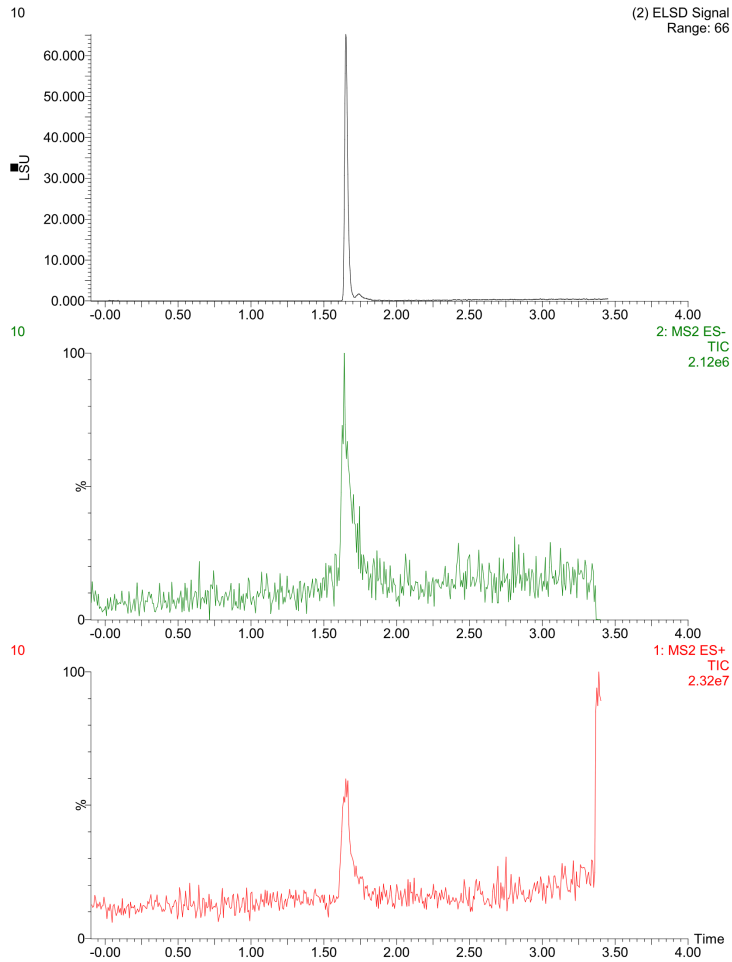 10
(2) ELSD Signal
Range: 66
60.000
50.000
40.000
LSU
30.000
20.000
10.000
0.000
-0.00 0.50 1.00 1.50 2.00 2.50 3.00 3.50 4.00
10
2: MS2 ES-
TIC
2.12e6
100
%
0
-0.00 0.50 1.00 1.50 2.00 2.50 3.00 3.50 4.00
10
1: MS2 ES+
TIC
2.32e7
100
%
0
Time
-0.00 0.50 1.00 1.50 2.00 2.50 3.00 3.50 4.00